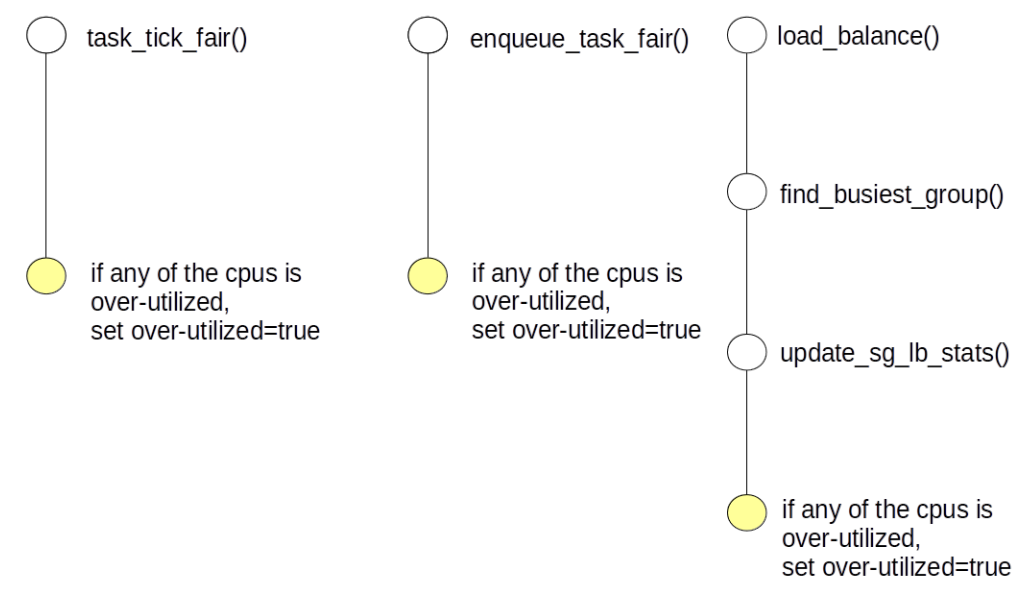 task_tick_fair()
if any of the cpus is
over-utilized,
set over-utilized=true
enqueue_task_fair()
if any of the cpus is
over-utilized,
set over-utilized=true
load_balance()
find_busiest_group()
update_sg_lb_stats()
if any of the cpus is
over-utilized,
set over-utilized=true